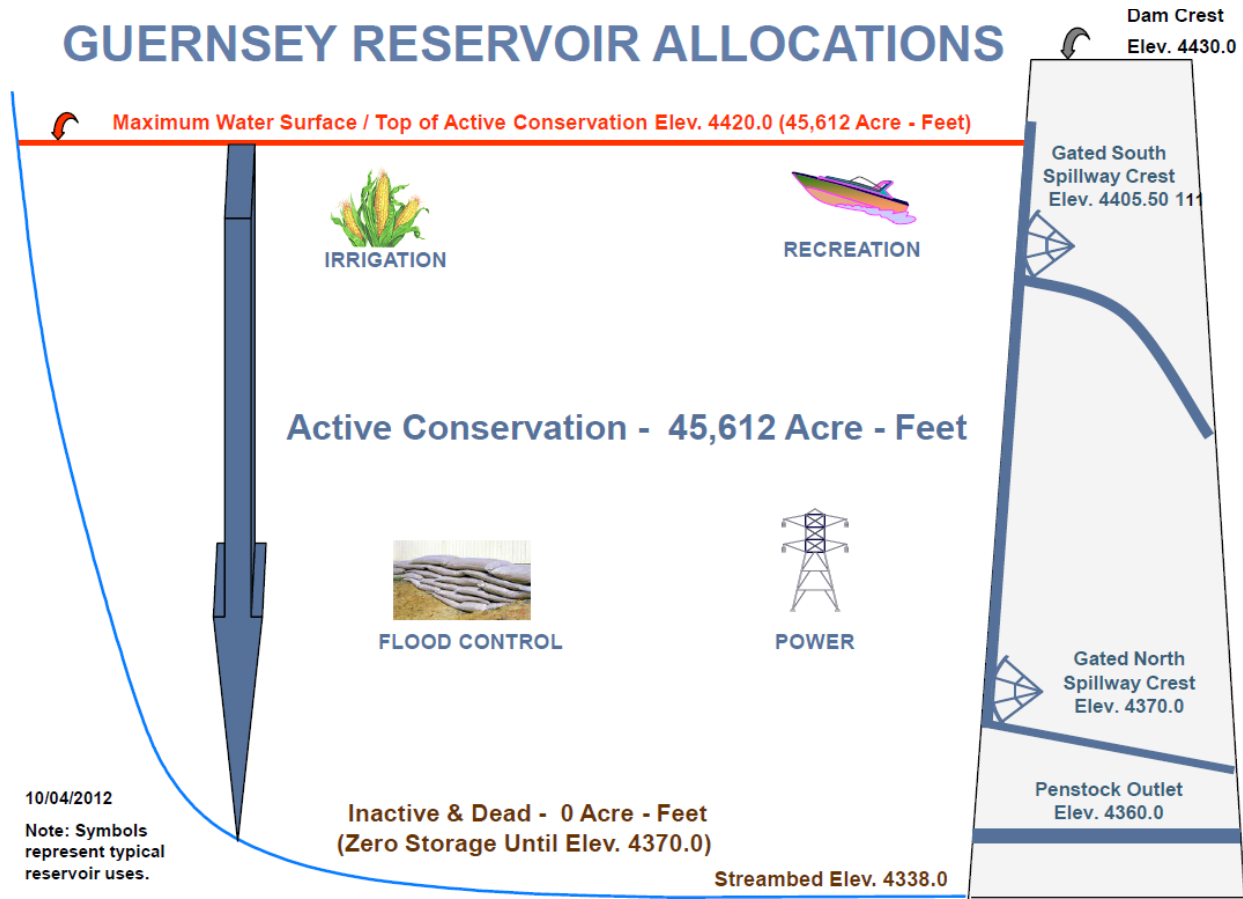 GUERNSEY RESERVOIR ALLOCATIONS
Dam Crest
Elev. 4430.0
Maximum Water Surface / Top of Active Conservation Elev. 4420.0 (45,612 Acre - Feet)
Gated South
Spillway Crest
Elev. 4405.50 111
IRRIGATION
RECREATION
Active Conservation - 45,612 Acre - Feet
FLOOD CONTROL
POWER
Gated North
Spillway Crest
Elev. 4370.0
Penstock Outlet
Elev. 4360.0
10/04/2012
Note: Symbols
represent typical
reservoir uses.
Inactive & Dead - 0 Acre - Feet
(Zero Storage Until Elev. 4370.0)
Streambed Elev. 4338.0